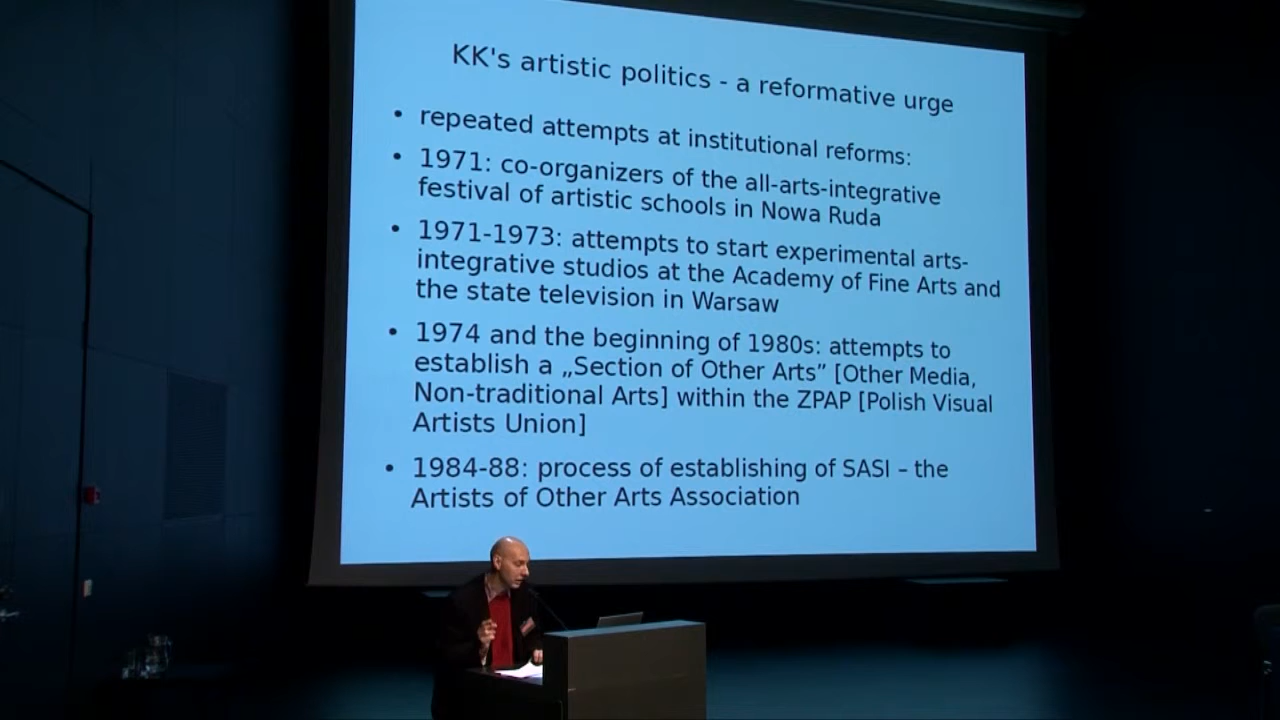 KK's artistic politics - a reformative urge
• repeated attempts at institutional reforms:
• 1971: co-organizers of the all-arts-integrative
festival of artistic schools in Nowa Ruda
• 1971-1973: attempts to start experimental arts-
integrative studios at the Academy of Fine Arts and
the state television in Warsaw
• 1974 and the beginning of 1980s: attempts to
establish a „Section of Other Arts” [Other Media,
Non-traditional Arts] within the ZPAP [Polish Visual
Artists Union]
• 1984-88: process of establishing of SASI – the
Artists of Other Arts Association